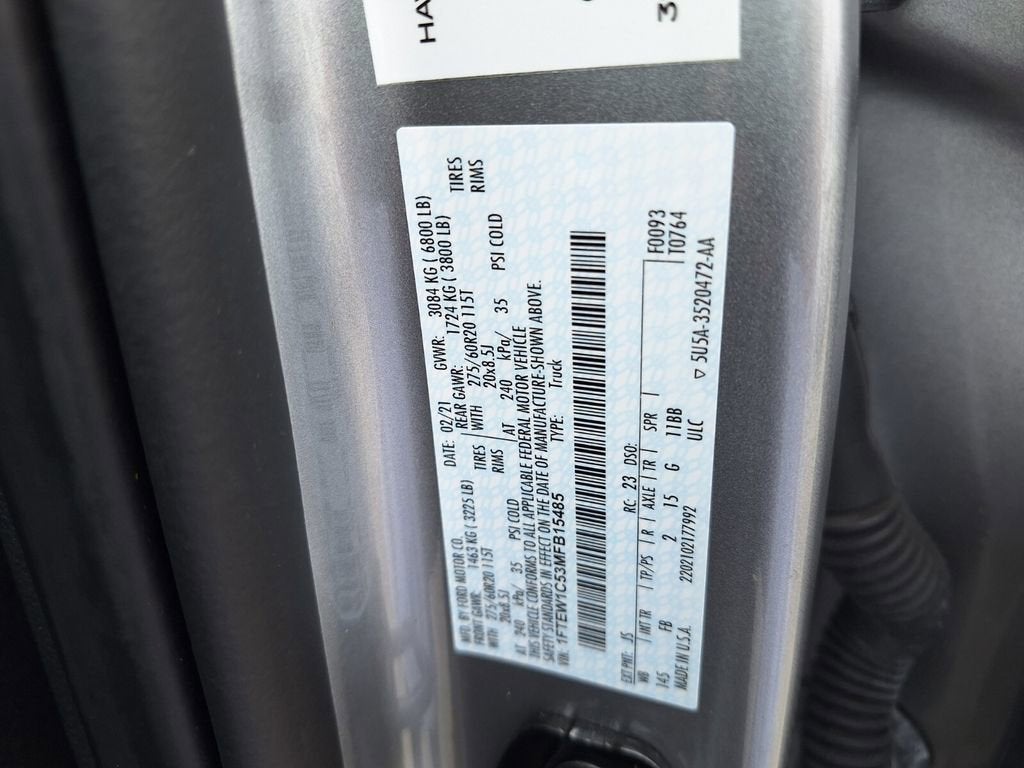 HA
3
MFD. BY FORD MOTOR CO. DATE: 02/21 GVWR: 3084 KG ( 6800 LB)
FRONT GAWR: 1463 KG ( 3225 LB) REAR GAWR: 1724 KG ( 3800 LB)
WITH 275/60R20 115T TIRES WITH 275/60R20 115T TIRES
20x8.5J RIMS 20x8.5J RIMS
AT 240 kPa/ 35 PSI COLD AT 240 kPa/ 35 PSI COLD
THIS VEHICLE CONFORMS TO ALL APPLICABLE FEDERAL MOTOR VEHICLE
SAFETY STANDARDS IN EFFECT ON THE DATE OF MANUFACTURE-SHOWN ABOVE.
VIN: 1FTEW1C53MFB15485 TYPE: Truck
EXT PNT: JS RC: 23 DSO: F0093
WB INT TR TP/PS R AXLE TR SPR T0764
145 FB 2 15 G 11BB
MADE IN U.S.A. 2202102177992 ULC ▽ 5U5A-3520472-AA